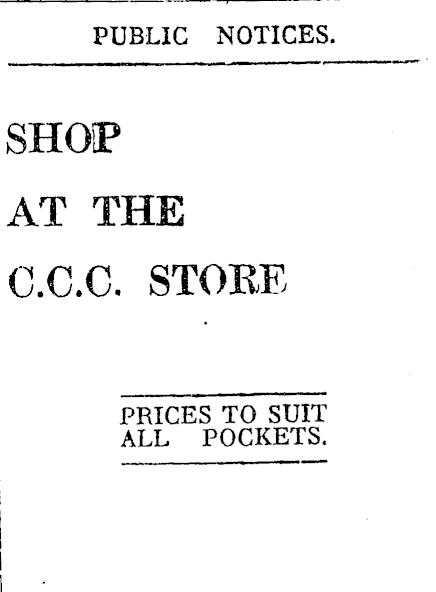 PUBLIC NOTICES.
SHOP
AT THE
C.C.C. STORE
PRICES TO SUIT
ALL POCKETS.